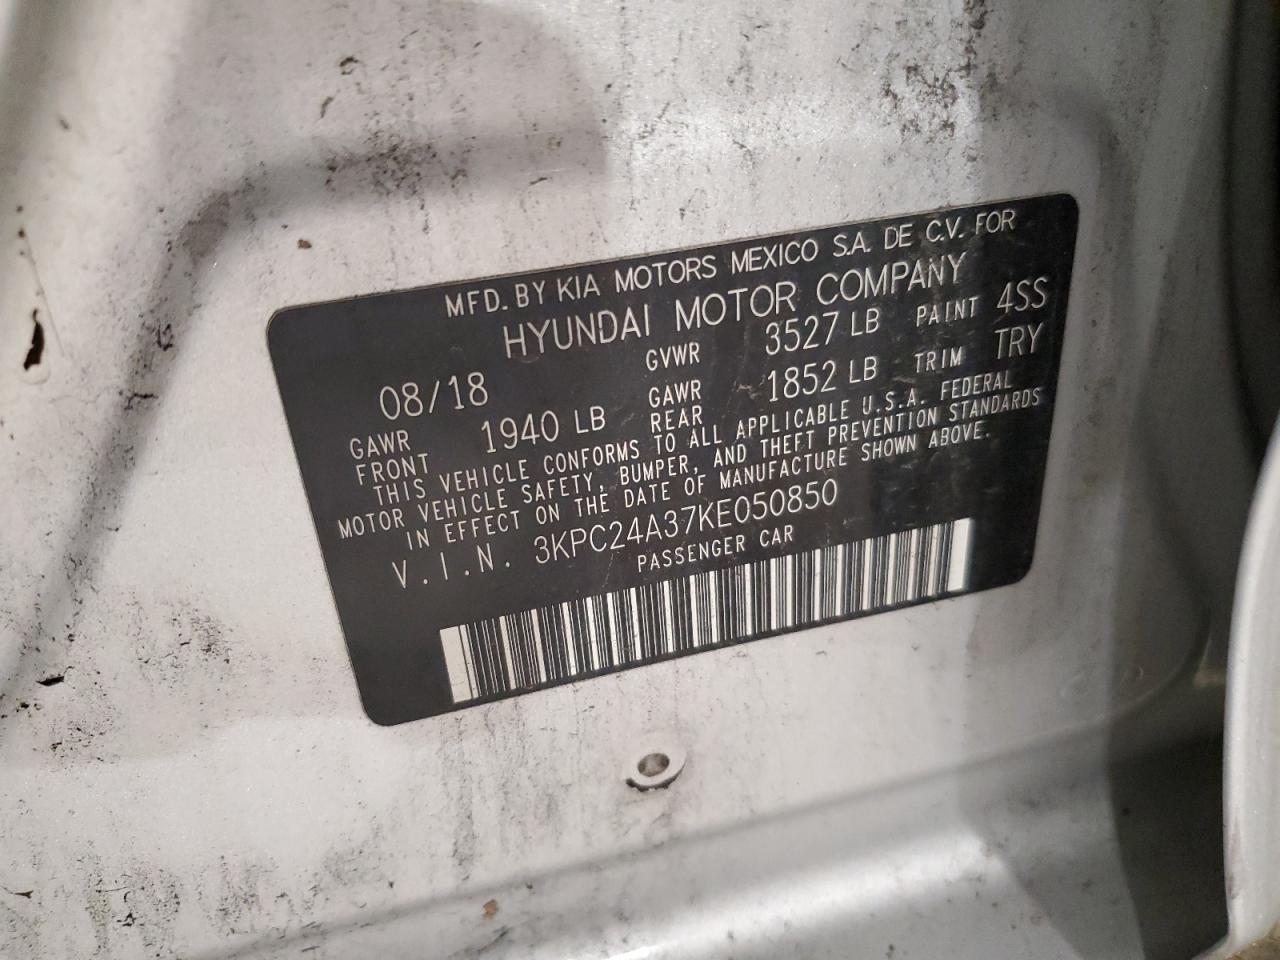 MFD. BY KIA MOTORS MEXICO S.A. DE C.V. FOR
HYUNDAI MOTOR COMPANY
08/18 GVWR 3527 LB PAINT 4SS
GAWR FRONT 1940 LB GAWR REAR 1852 LB TRIM TRY
THIS VEHICLE CONFORMS TO ALL APPLICABLE U.S.A. FEDERAL
MOTOR VEHICLE SAFETY, BUMPER, AND THEFT PREVENTION STANDARDS
IN EFFECT ON THE DATE OF MANUFACTURE SHOWN ABOVE.
V.I.N. 3KPC24A37KE050850
PASSENGER CAR